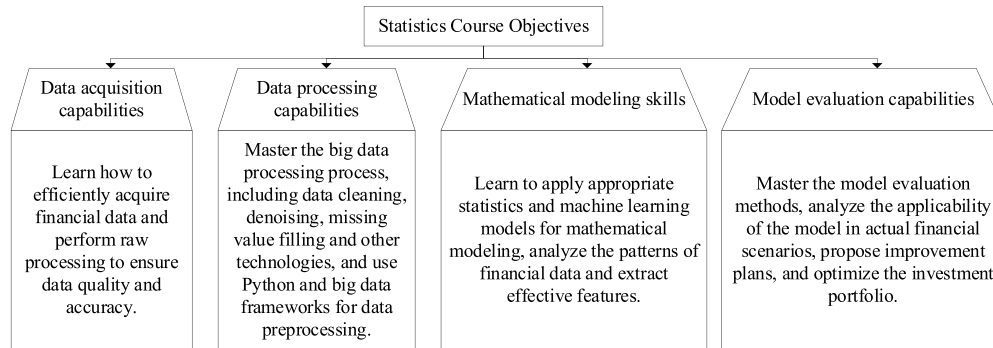 Statistics Course Objectives
Data acquisition
capabilities
Learn how to
efficiently acquire
financial data and
perform raw
processing to ensure
data quality and
accuracy.
Data processing
capabilities
Master the big data
processing process,
including data cleaning,
denoising, missing
value filling and other
technologies, and use
Python and big data
frameworks for data
preprocessing.
Mathematical modeling skills
Learn to apply appropriate
statistics and machine learning
models for mathematical
modeling, analyze the patterns of
financial data and extract
effective features.
Model evaluation capabilities
Master the model evaluation
methods, analyze the applicability
of the model in actual financial
scenarios, propose improvement
plans, and optimize the investment
portfolio.